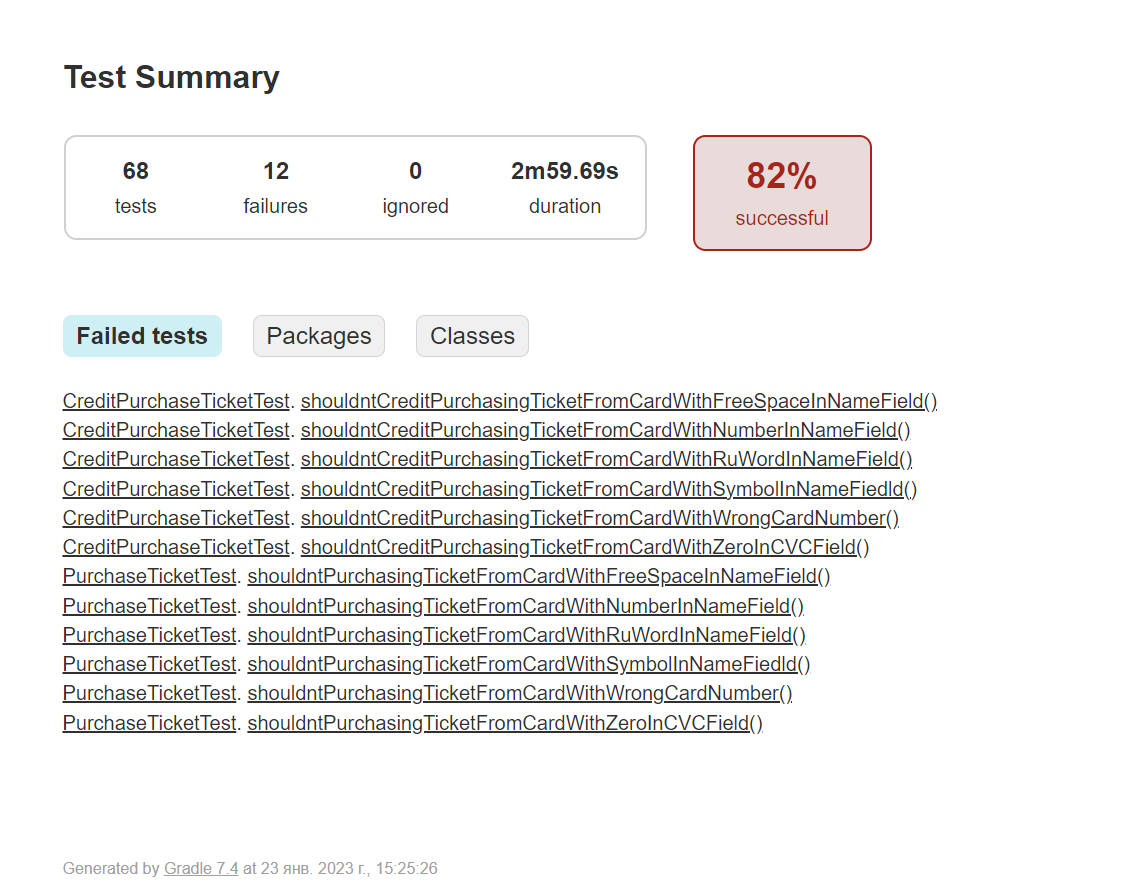 Test Summary
68 12 0 2m59.69s
tests failures ignored duration
82%
successful
Failed tests Packages Classes
CreditPurchaseTicketTest. shouldntCreditPurchasingTicketFromCardWithFreeSpaceInNameField()
CreditPurchaseTicketTest. shouldntCreditPurchasingTicketFromCardWithNumberInNameField()
CreditPurchaseTicketTest. shouldntCreditPurchasingTicketFromCardWithRuWordInNameField()
CreditPurchaseTicketTest. shouldntCreditPurchasingTicketFromCardWithSymbolInNameFiedld()
CreditPurchaseTicketTest. shouldntCreditPurchasingTicketFromCardWithWrongCardNumber()
CreditPurchaseTicketTest. shouldntCreditPurchasingTicketFromCardWithZeroInCVCField()
PurchaseTicketTest. shouldntPurchasingTicketFromCardWithFreeSpaceInNameField()
PurchaseTicketTest. shouldntPurchasingTicketFromCardWithNumberInNameField()
PurchaseTicketTest. shouldntPurchasingTicketFromCardWithRuWordInNameField()
PurchaseTicketTest. shouldntPurchasingTicketFromCardWithSymbolInNameFiedld()
PurchaseTicketTest. shouldntPurchasingTicketFromCardWithWrongCardNumber()
PurchaseTicketTest. shouldntPurchasingTicketFromCardWithZeroInCVCField()
Generated by Gradle 7.4 at 23 янв. 2023 г., 15:25:26